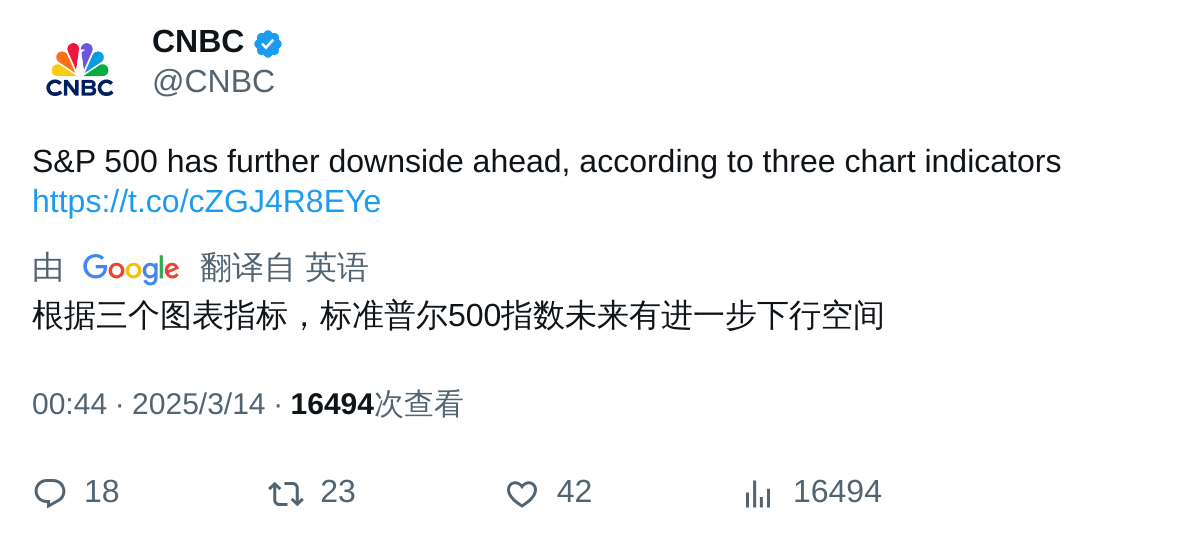 CNBC
CNBC
@CNBC
S&P 500 has further downside ahead, according to three chart indicators
https://t.co/cZGJ4R8EYe
由 Google 翻译自 英语
根据三个图表指标，标准普尔500指数未来有进一步下行空间
00:44 · 2025/3/14 · 16494次查看
18 23 42 16494